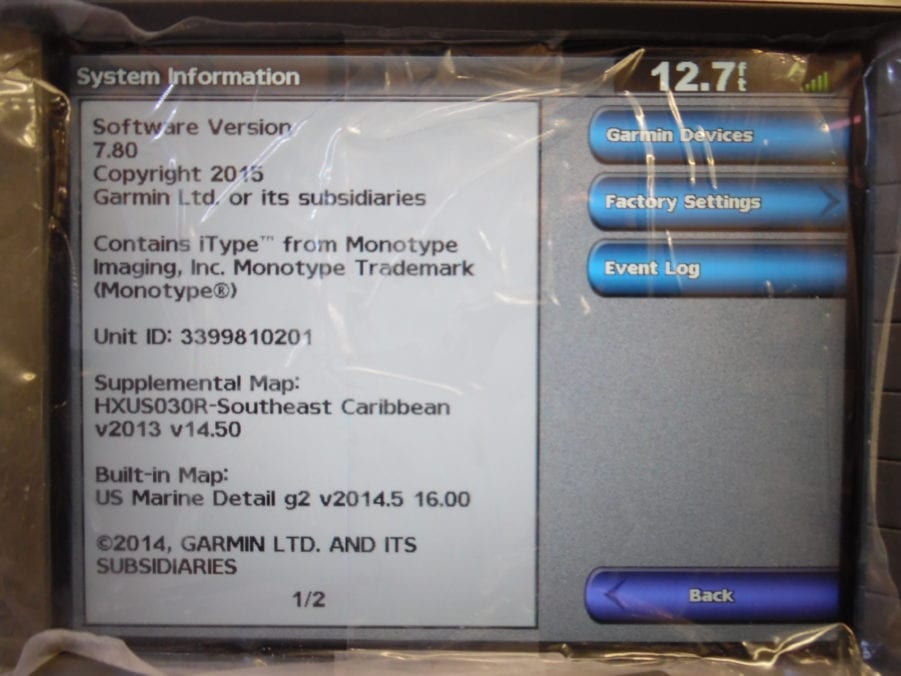 System Information
12.7ft
Software Version
7.80
Copyright 2015
Garmin Ltd. or its subsidiaries
Contains iType™ from Monotype
Imaging, Inc. Monotype Trademark
(Monotype®)
Unit ID: 3399810201
Supplemental Map:
HXUS030R-Southeast Caribbean
v2013 v14.50
Built-in Map:
US Marine Detail g2 v2014.5 16.00
©2014, GARMIN LTD. AND ITS
SUBSIDIARIES
1/2
Garmin Devices
Factory Settings
Event Log
Back